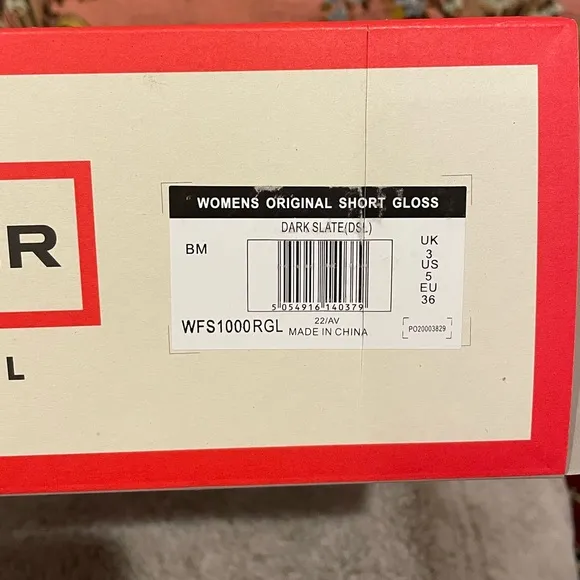 R
L
WOMENS ORIGINAL SHORT GLOSS
DARK SLATE(DSL)
BM
5 054916 140379
UK
3
US
5
EU
36
WFS1000RGL
22/AV
MADE IN CHINA
PO20003829